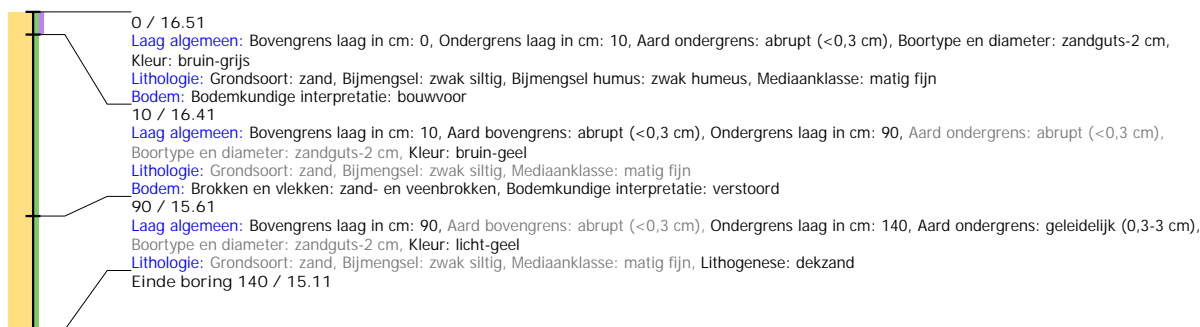 0 / 16.51
Laag algemeen: Bovengrens laag in cm: 0, Ondergrens laag in cm: 10, Aard ondergrens: abrupt (<0,3 cm), Boortype en diameter: zandguts-2 cm,
Kleur: bruin-grijs
Lithologie: Grondsoort: zand, Bijmengsel: zwak siltig, Bijmengsel humus: zwak humeus, Mediaanklasse: matig fijn
Bodem: Bodemkundige interpretatie: bouwvoor
10 / 16.41
Laag algemeen: Bovengrens laag in cm: 10, Aard bovengrens: abrupt (<0,3 cm), Ondergrens laag in cm: 90, Aard ondergrens: abrupt (<0,3 cm),
Boortype en diameter: zandguts-2 cm, Kleur: bruin-geel
Lithologie: Grondsoort: zand, Bijmengsel: zwak siltig, Mediaanklasse: matig fijn
Bodem: Brokken en vlekken: zand- en veenbrokken, Bodemkundige interpretatie: verstoord
90 / 15.61
Laag algemeen: Bovengrens laag in cm: 90, Aard bovengrens: abrupt (<0,3 cm), Ondergrens laag in cm: 140, Aard ondergrens: geleidelijk (0,3-3 cm),
Boortype en diameter: zandguts-2 cm, Kleur: licht-geel
Lithologie: Grondsoort: zand, Bijmengsel: zwak siltig, Mediaanklasse: matig fijn, Lithogenese: dekzand
Einde boring 140 / 15.11